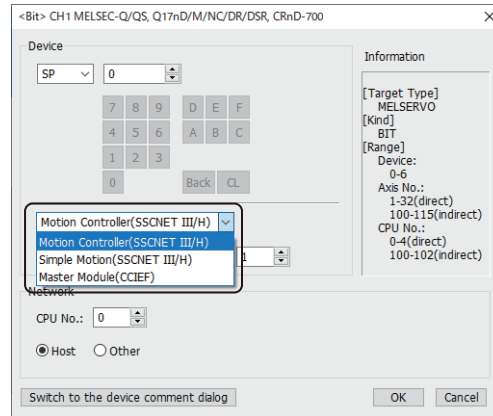 <Bit> CH1 MELSEC-Q/QS, Q17nD/M/NC/DR/DSR, CRnD-700
Device
SP 0
7 8 9 D E F
4 5 6 A B C
1 2 3
0 Back CL
Motion Controller(SSCNET III/H)
Motion Controller(SSCNET III/H)
Simple Motion(SSCNET III/H)
Master Module(CCIEF)
1
Network
CPU No.: 0
Host Other
Information
[Target Type]
MELSERVO
[Kind]
BIT
[Range]
Device:
0-6
Axis No.:
1-32(direct)
100-115(indirect)
CPU No.:
0-4(direct)
100-102(indirect)
Switch to the device comment dialog OK Cancel